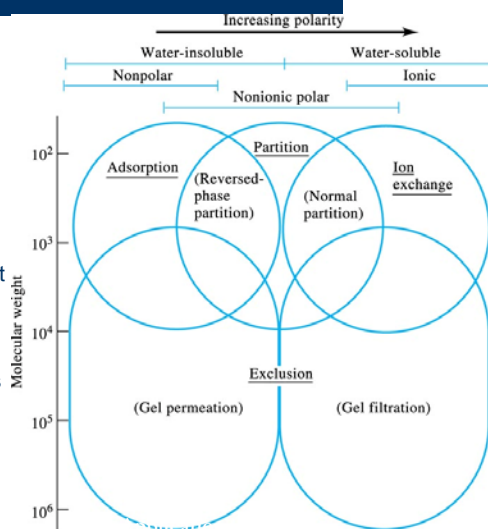 Increasing polarity
Water-insoluble Water-soluble
Nonpolar Ionic
Nonionic polar
Partition
Adsorption
Ion
exchange
(Reversed-
phase
partition)
(Normal
partition)
10²
10³
10⁴
10⁵
10⁶
Molecular weight
Exclusion
(Gel permeation)
(Gel filtration)